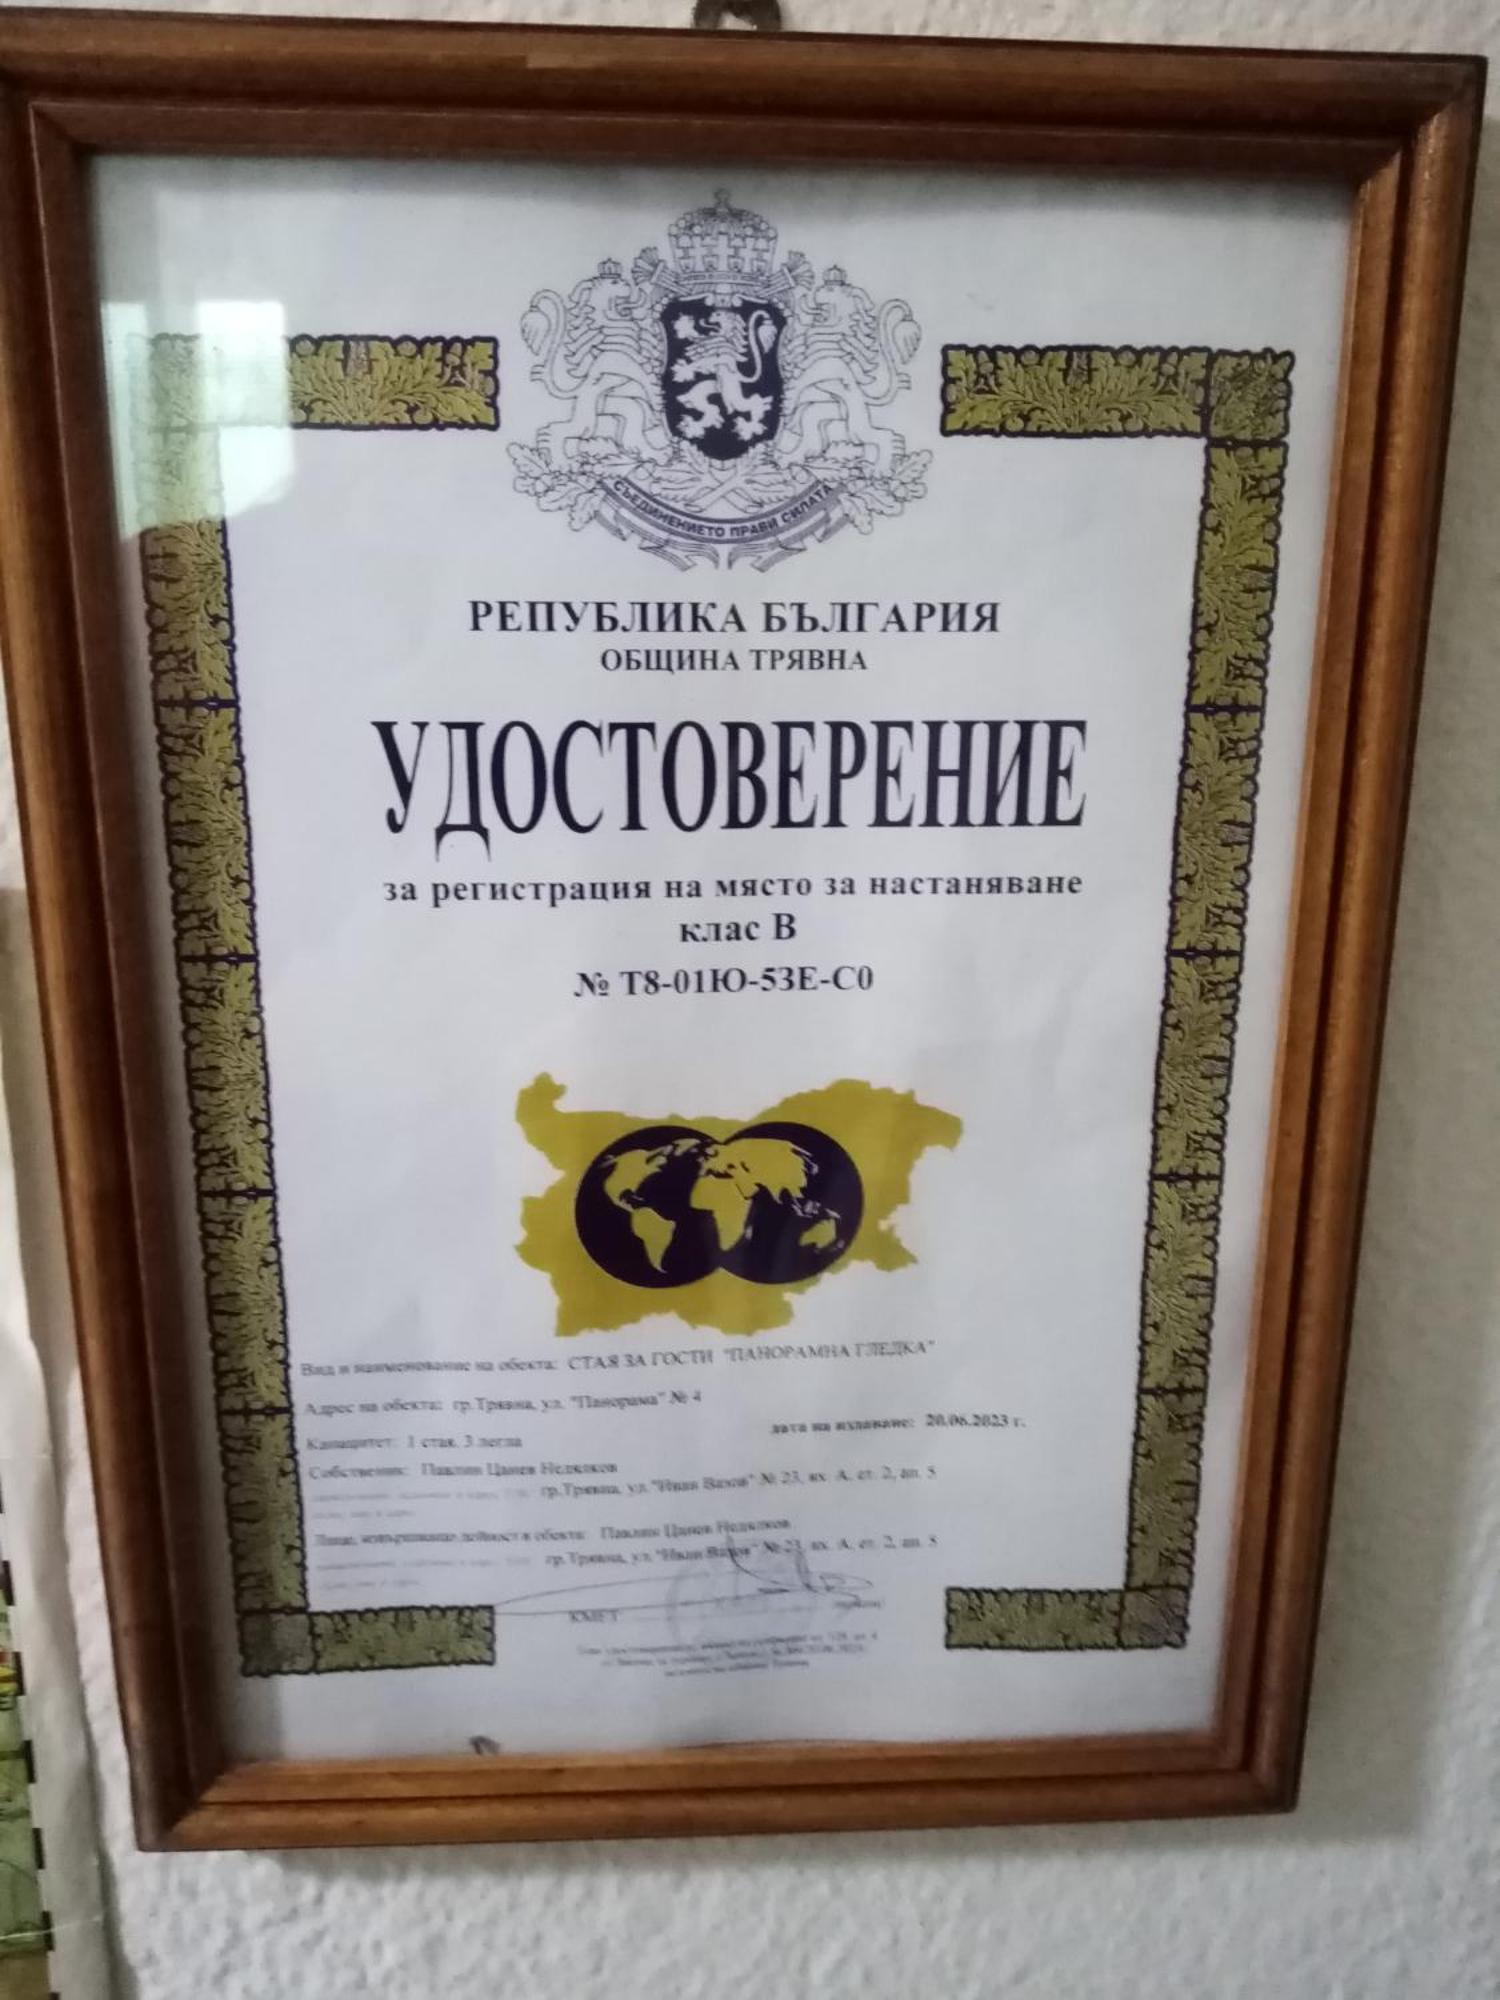 СЪЕДИНЕНИЕТО ПРАВИ СИЛАТА
РЕПУБЛИКА БЪЛГАРИЯ
ОБЩИНА ТРЯВНА
УДОСТОВЕРЕНИЕ
за регистрация на място за настаняване
клас В
№ Т8-01Ю-5ЗЕ-С0
Вид и наименование на обекта: СТАЯ ЗА ГОСТИ "ПАНОРАМНА ГЛЕДКА"
Адрес на обекта: гр.Трявна, ул. "Панорама" № 4
дата на издаване: 20.06.2023 г.
Капацитет: 1 стая, 3 легла
Собственик: Павлин Цанев Недялков
гр.Трявна, ул."Иван Вазов" № 23, вх. А, ет. 2, ап. 5
Лице, извършващо дейност в обекта: Павлин Цанев Недялков
гр.Трявна, ул."Иван Вазов" № 23, вх. А, ет. 2, ап. 5
КМЕТ